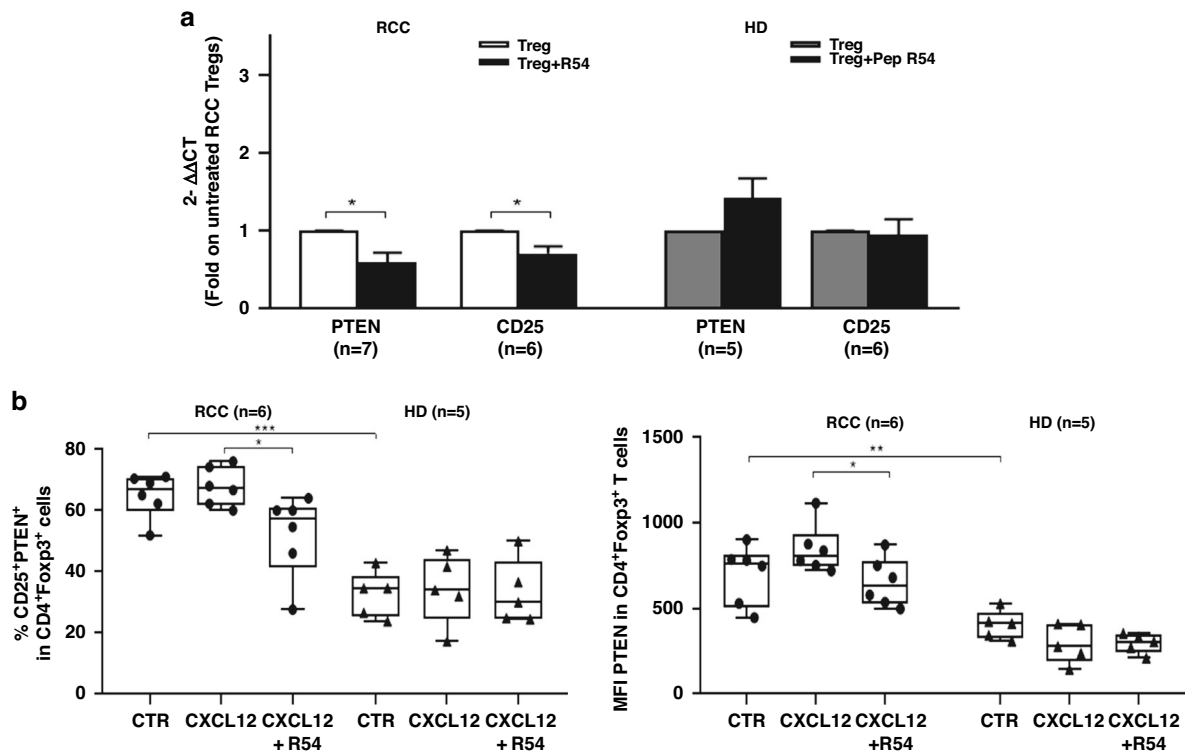 a
RCC
HD
Treg
Treg+R54
Treg
Treg+Pep R54
2- ΔΔCT
(Fold on untreated RCC Tregs)
3
2
1
0
*
*
PTEN
(n=7)
CD25
(n=6)
PTEN
(n=5)
CD25
(n=6)
b
RCC (n=6)
HD (n=5)
***
*
% CD25⁺PTEN⁺
in CD4⁺Foxp3⁺ cells
80
60
40
20
0
CTR
CXCL12
CXCL12
+ R54
CTR
CXCL12
CXCL12
+ R54
RCC (n=6)
HD (n=5)
**
*
MFI PTEN in CD4⁺Foxp3⁺ T cells
1500
1000
500
0
CTR
CXCL12
CXCL12
+R54
CTR
CXCL12
CXCL12
+R54